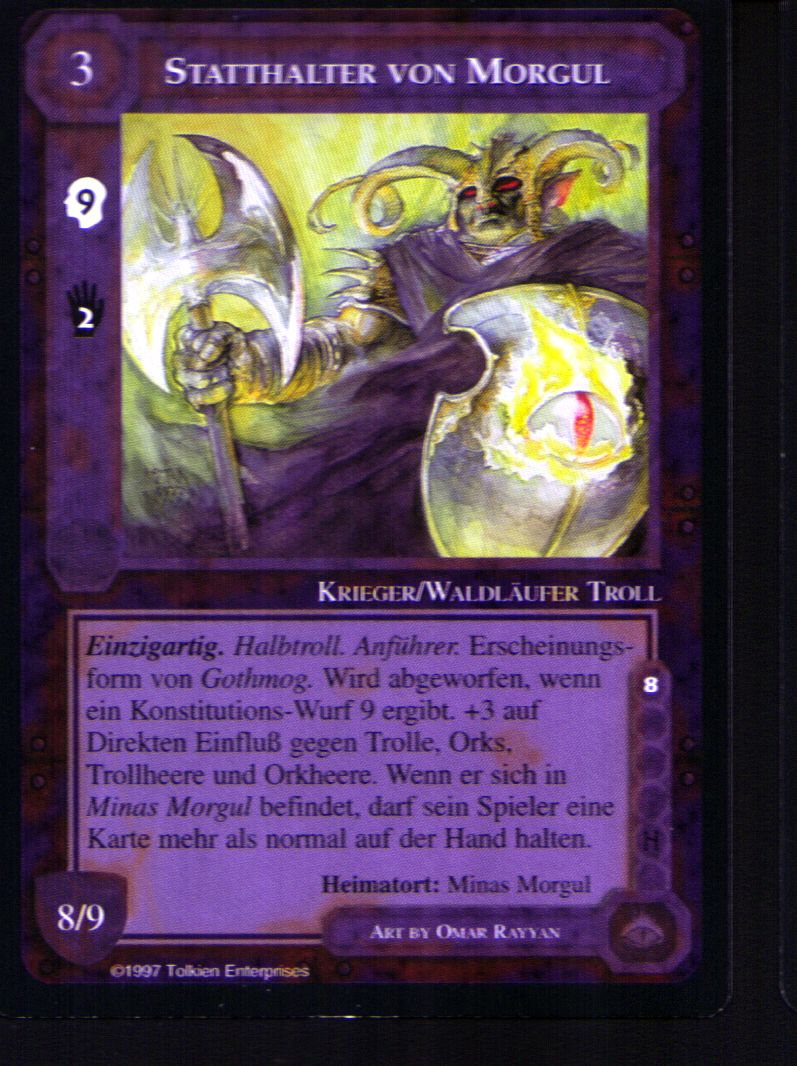 3
STATTHALTER VON MORGUL
9
2
KRIEGER/WALDLÄUFER TROLL
Einzigartig. Halbtroll. Anführer. Erscheinungs-
form von Gothmog. Wird abgeworfen, wenn
ein Konstitutions-Wurf 9 ergibt. +3 auf
Direkten Einfluß gegen Trolle, Orks,
Trollheere und Orkheere. Wenn er sich in
Minas Morgul befindet, darf sein Spieler eine
Karte mehr als normal auf der Hand halten.
8
H
Heimatort: Minas Morgul
8/9
ART BY OMAR RAYYAN
©1997 Tolkien Enterprises